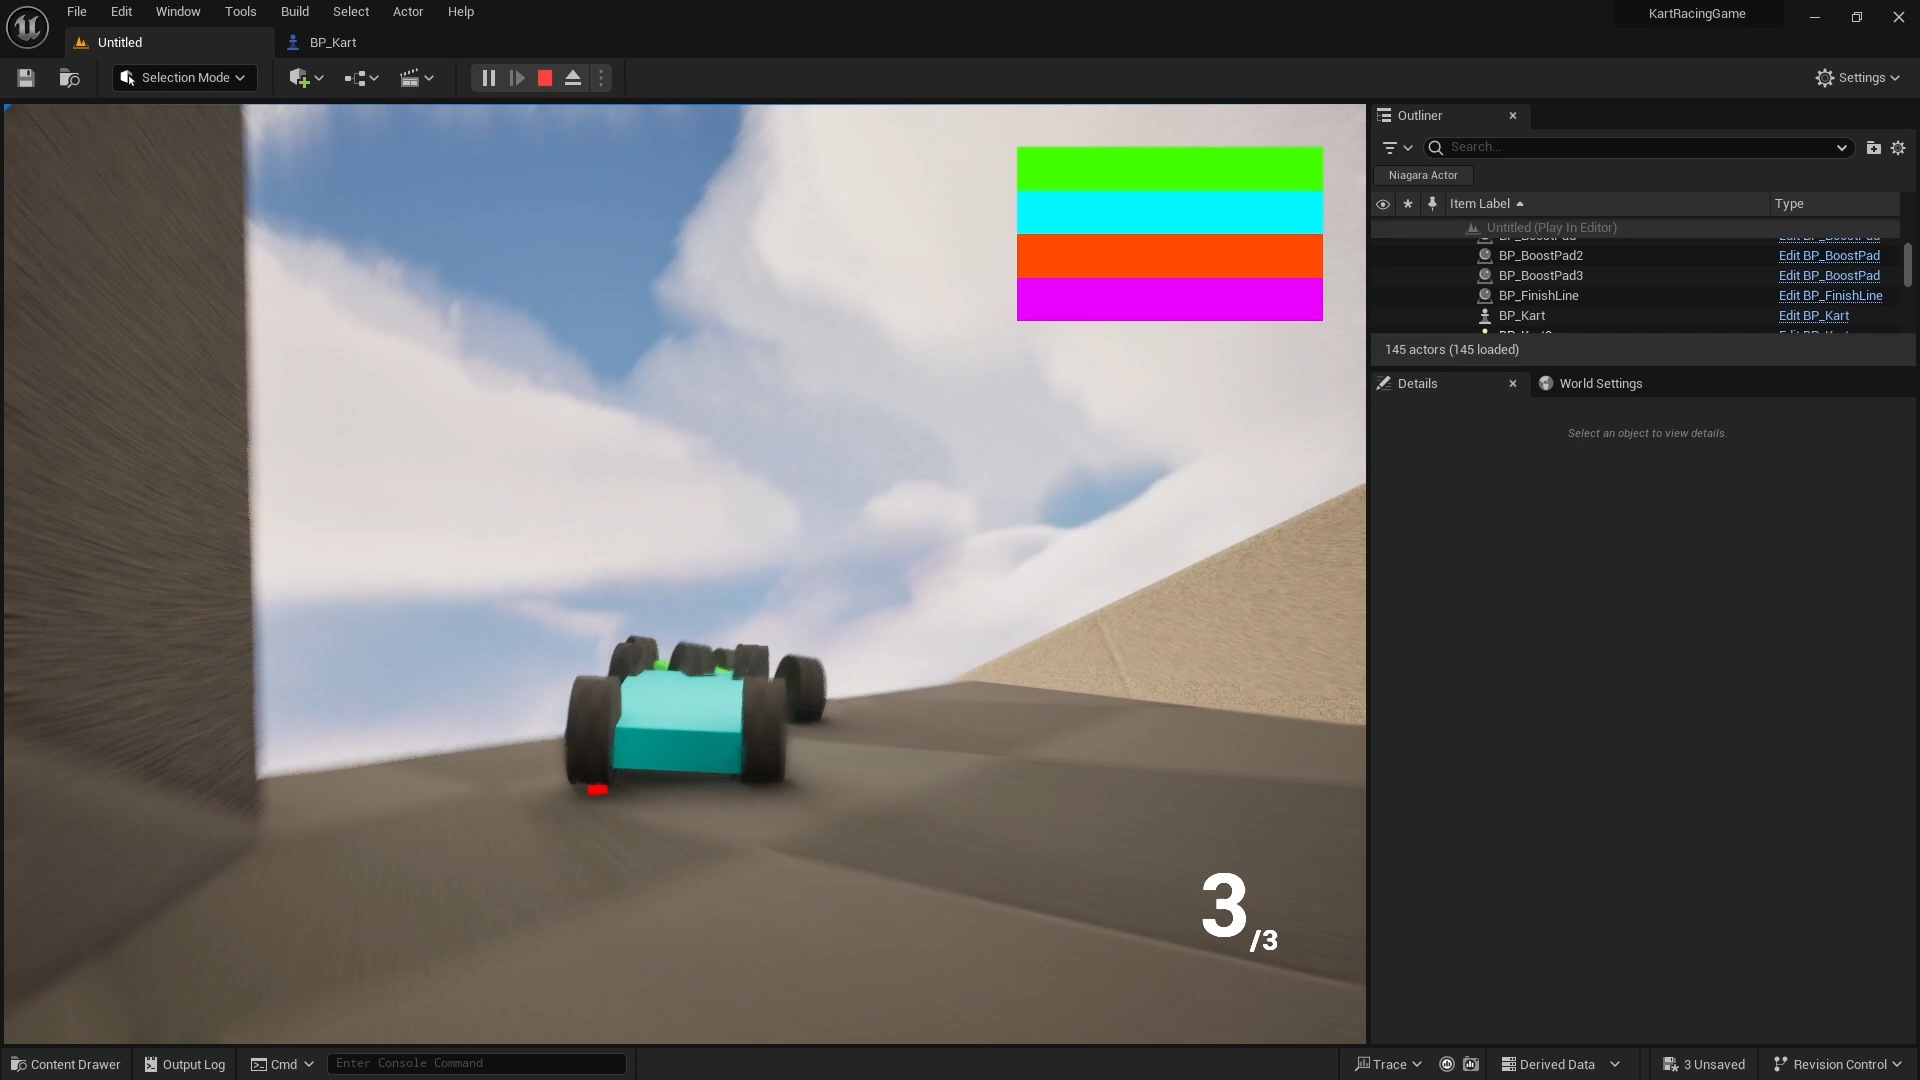 File Edit Window Tools Build Select Actor Help
KartRacingGame
Untitled
BP_Kart
Selection Mode
Settings
Outliner
Search...
Niagara Actor
Item Label Type
Untitled (Play In Editor)
BP_BoostPad Edit BP_BoostPad
BP_BoostPad2 Edit BP_BoostPad
BP_BoostPad3 Edit BP_BoostPad
BP_FinishLine Edit BP_FinishLine
BP_Kart Edit BP_Kart
145 actors (145 loaded)
Details World Settings
Select an object to view details.
3/3
Content Drawer Output Log Cmd Enter Console Command Trace Derived Data 3 Unsaved Revision Control